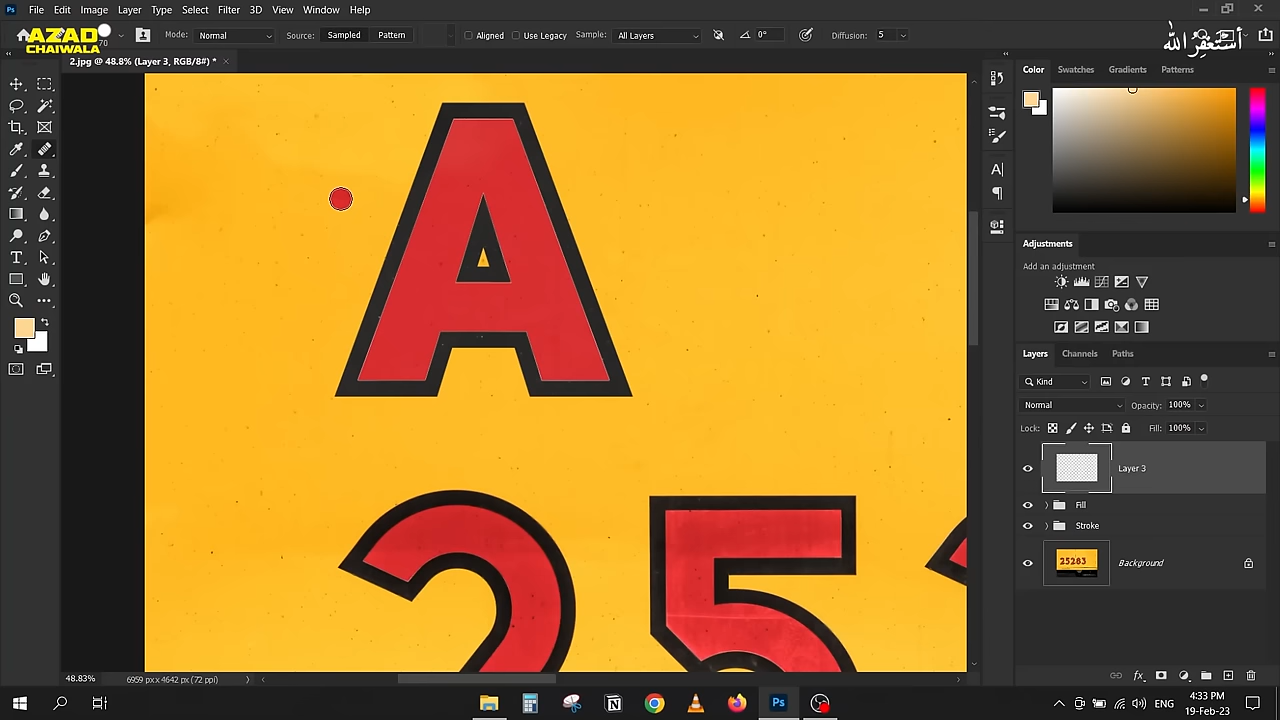 Ps File Edit Image Layer Type Select Filter 3D View Window Help
AZAD
CHAIWALA
70 Mode: Normal Source: Sampled Pattern Aligned Use Legacy Sample: All Layers 0° Diffusion: 5
أستغفر الله
2.jpg @ 48.8% (Layer 3, RGB/8#) * ×
Color Swatches Gradients Patterns
A
25
Adjustments
Add an adjustment
Layers Channels Paths
Kind
Normal Opacity: 100%
Lock: Fill: 100%
Layer 3
Fill
Stroke
25283
Background
48.83% 6959 px x 4642 px (72 ppi)
Ps ENG 4:33 PM
19-Feb-23